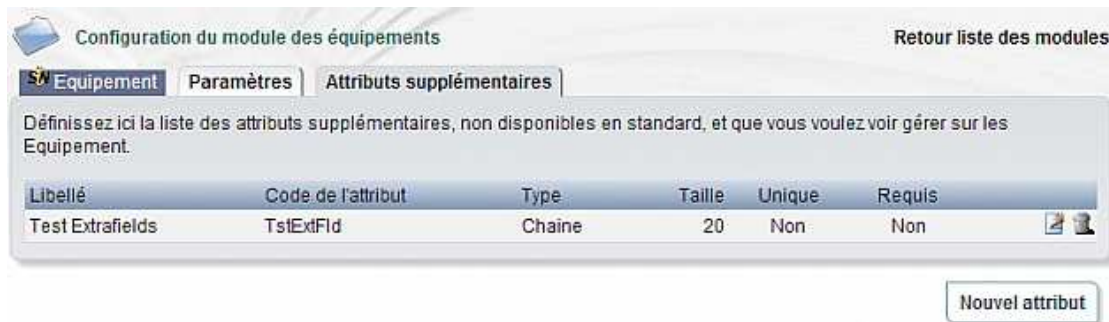 Configuration du module des équipements
Retour liste des modules
SN Equipement Paramètres Attributs supplémentaires
Définissez ici la liste des attributs supplémentaires, non disponibles en standard, et que vous voulez voir gérer sur les
Equipement.
Libellé Code de l'attribut Type Taille Unique Requis
Test Extrafields TstExtFld Chaine 20 Non Non
Nouvel attribut